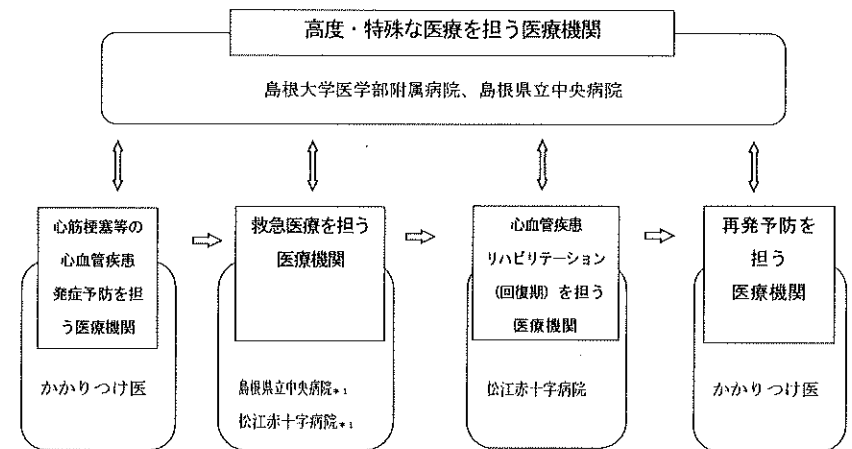 高度・特殊な医療を担う医療機関
島根大学医学部附属病院、島根県立中央病院
心筋梗塞等の
心血管疾患
発症予防を担
う医療機関
かかりつけ医
救急医療を担う
医療機関
島根県立中央病院*1
松江赤十字病院*1
心血管疾患
リハビリテーション
(回復期)を担う
医療機関
松江赤十字病院
再発予防を
担う
医療機関
かかりつけ医